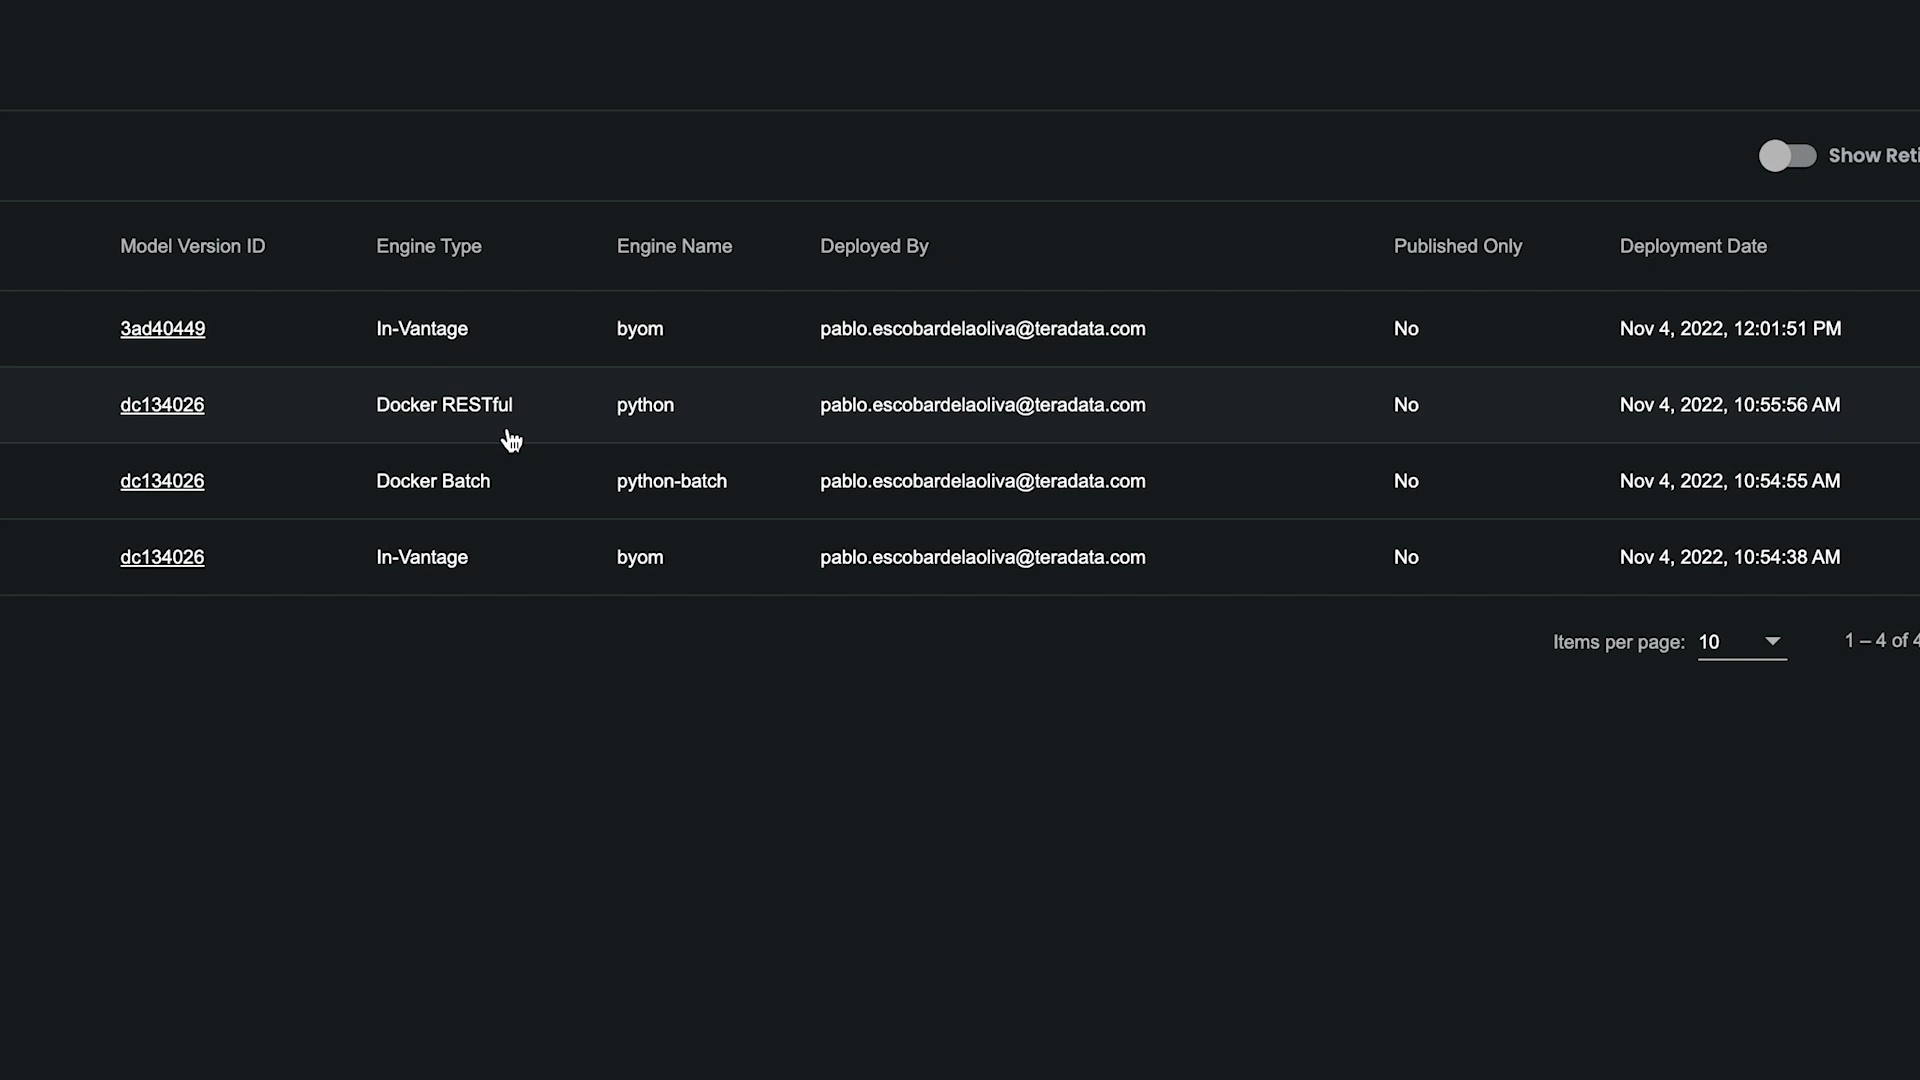 Show Reti
Model Version ID Engine Type Engine Name Deployed By Published Only Deployment Date
3ad40449 In-Vantage byom pablo.escobardelaoliva@teradata.com No Nov 4, 2022, 12:01:51 PM
dc134026 Docker RESTful python pablo.escobardelaoliva@teradata.com No Nov 4, 2022, 10:55:56 AM
dc134026 Docker Batch python-batch pablo.escobardelaoliva@teradata.com No Nov 4, 2022, 10:54:55 AM
dc134026 In-Vantage byom pablo.escobardelaoliva@teradata.com No Nov 4, 2022, 10:54:38 AM
Items per page: 10 1 – 4 of 4